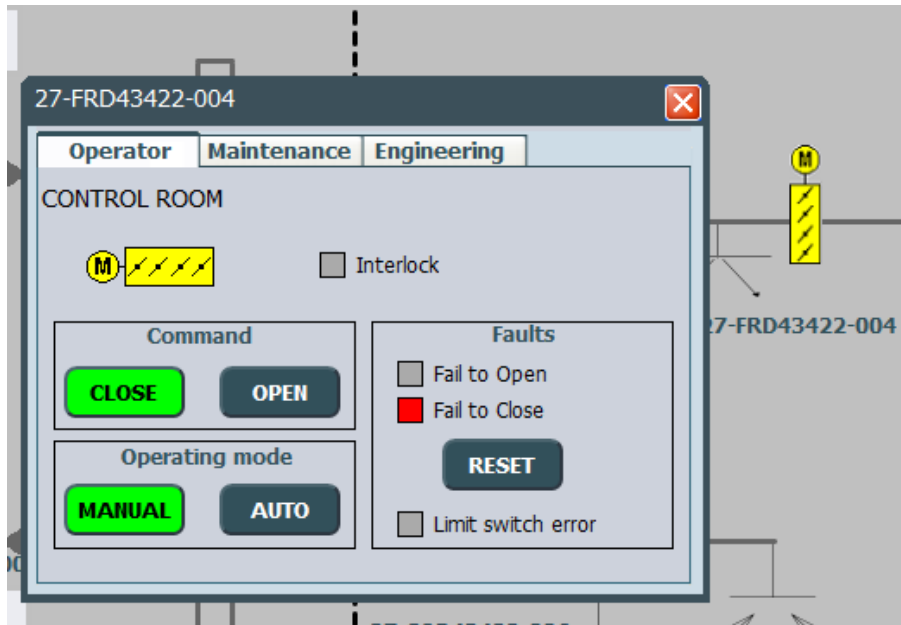 27-FRD43422-004
Operator Maintenance Engineering
CONTROL ROOM
M
Interlock
Command
CLOSE OPEN
Operating mode
MANUAL AUTO
Faults
Fail to Open
Fail to Close
RESET
Limit switch error
M
7-FRD43422-004